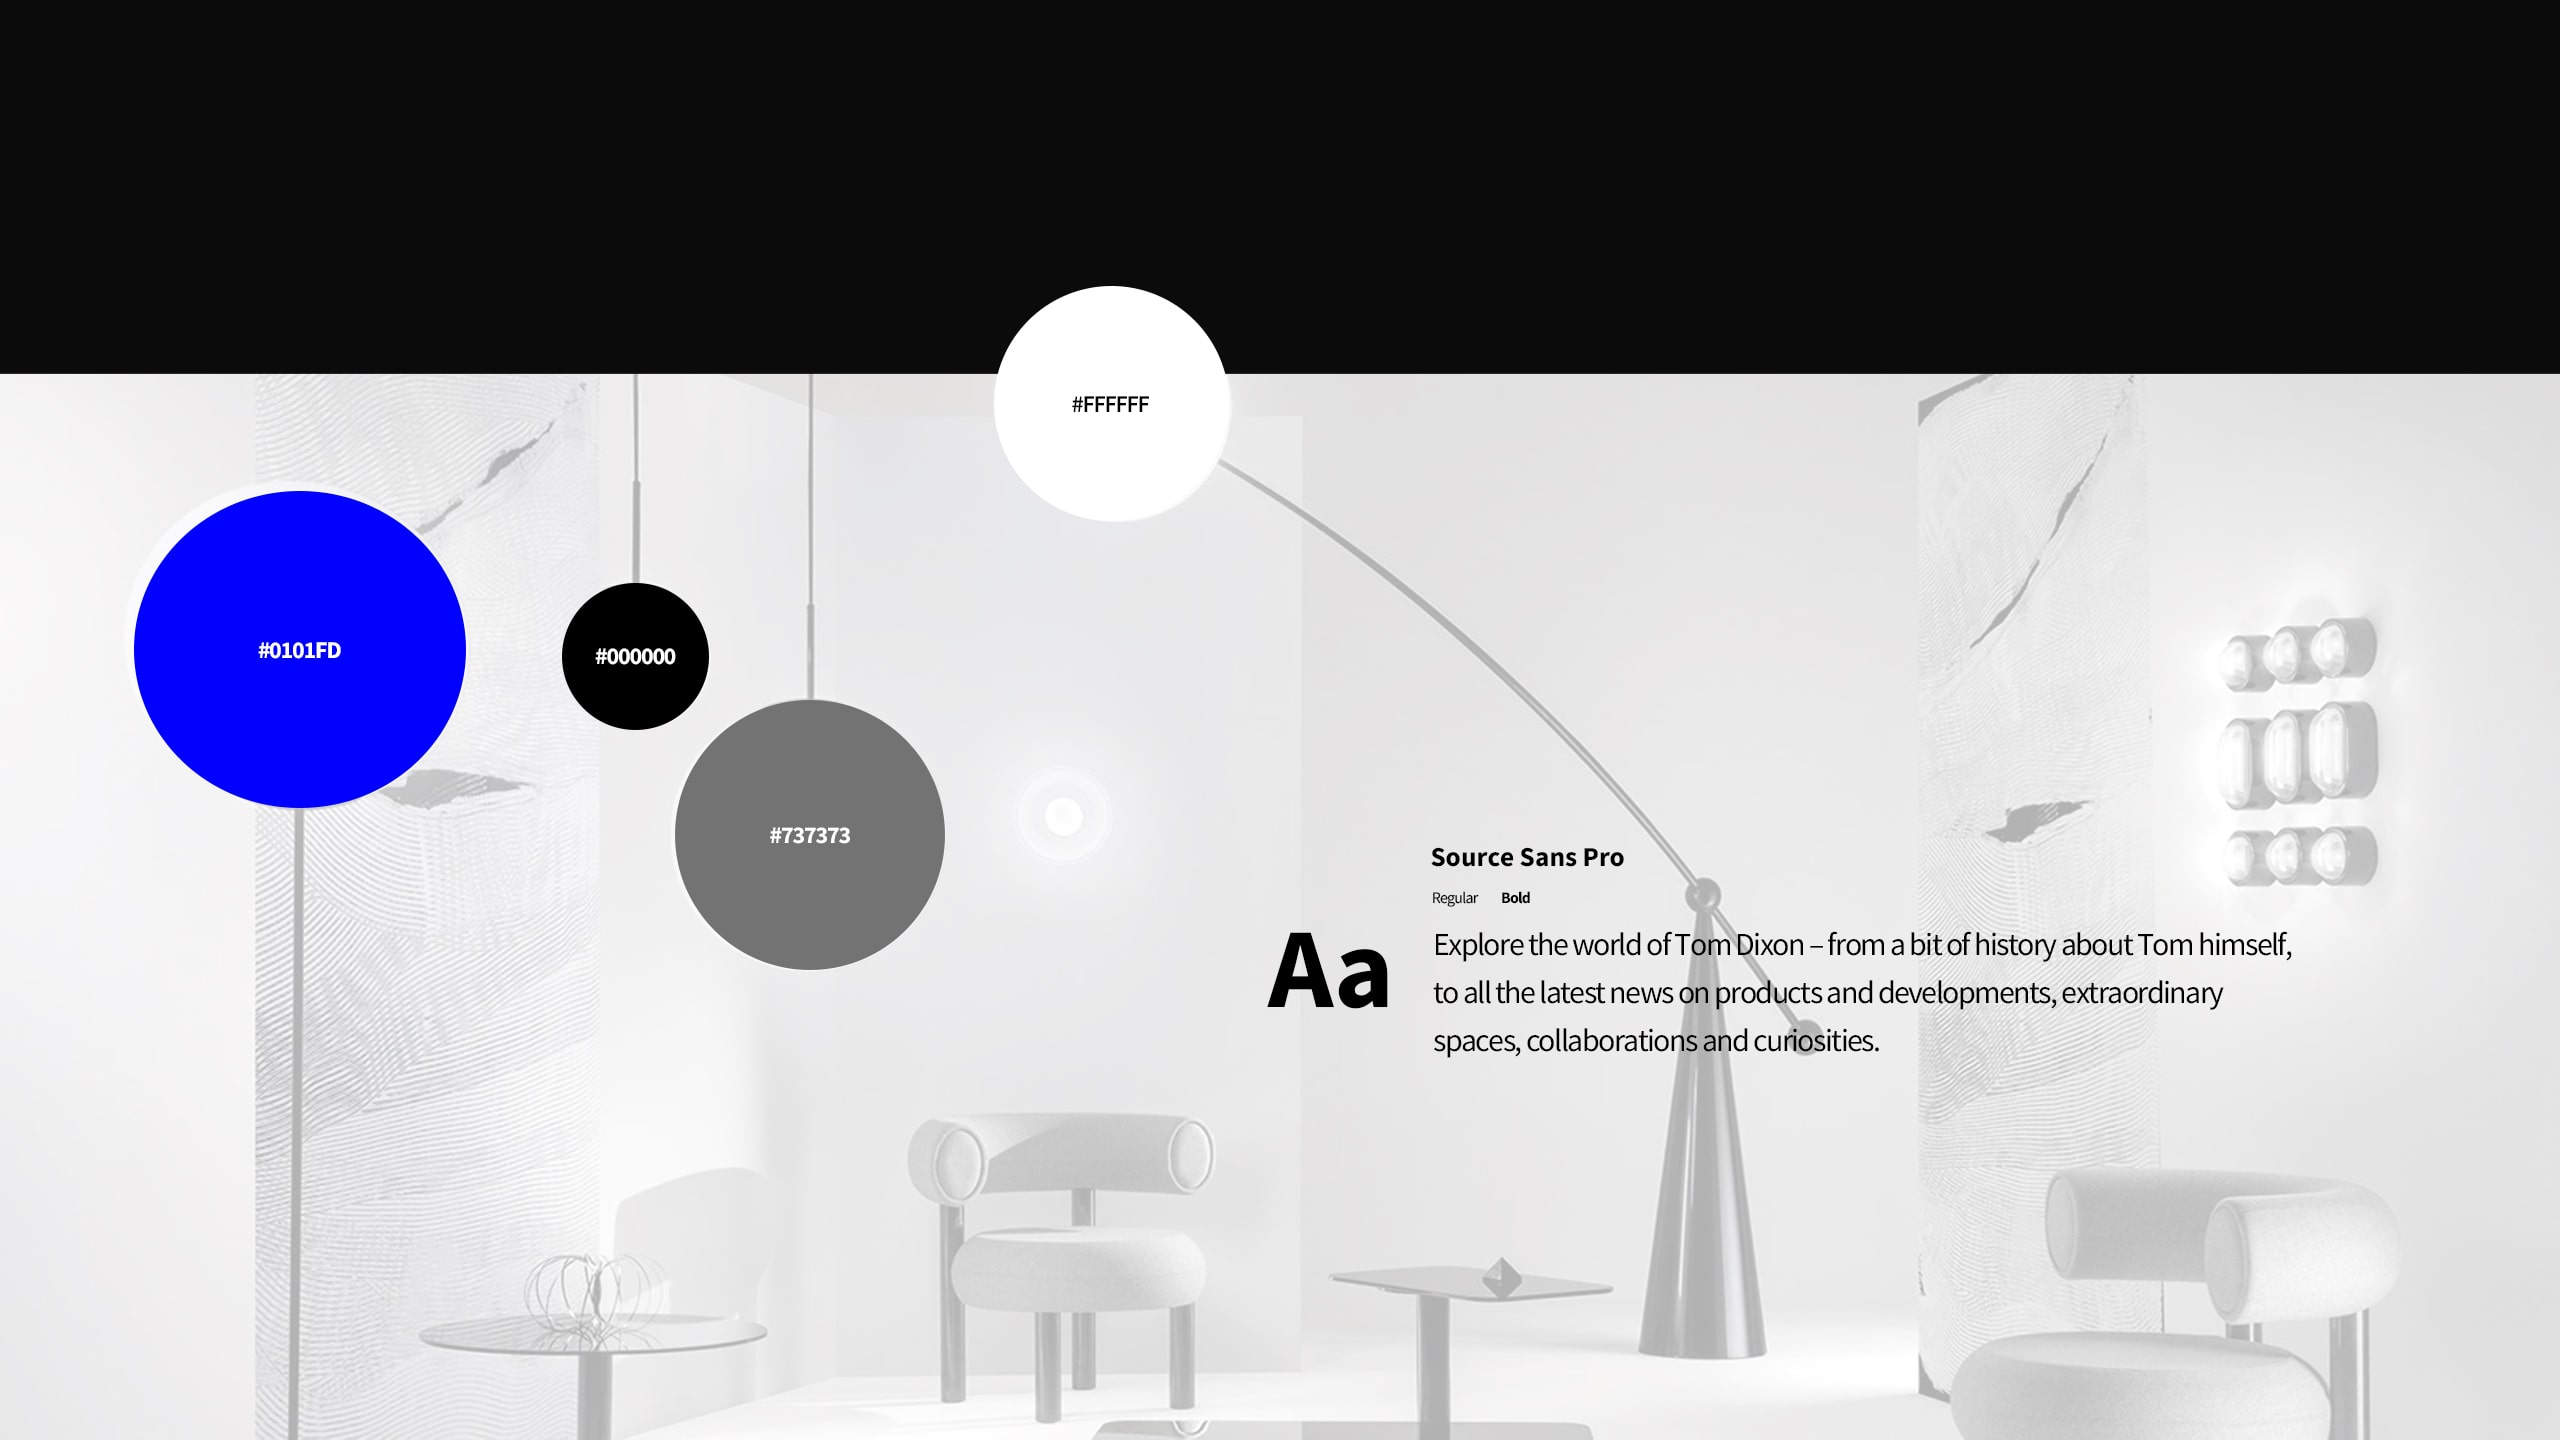 #FFFFFF
#0101FD
#000000
#737373
Source Sans Pro
Regular Bold
Aa
Explore the world of Tom Dixon – from a bit of history about Tom himself,
to all the latest news on products and developments, extraordinary
spaces, collaborations and curiosities.